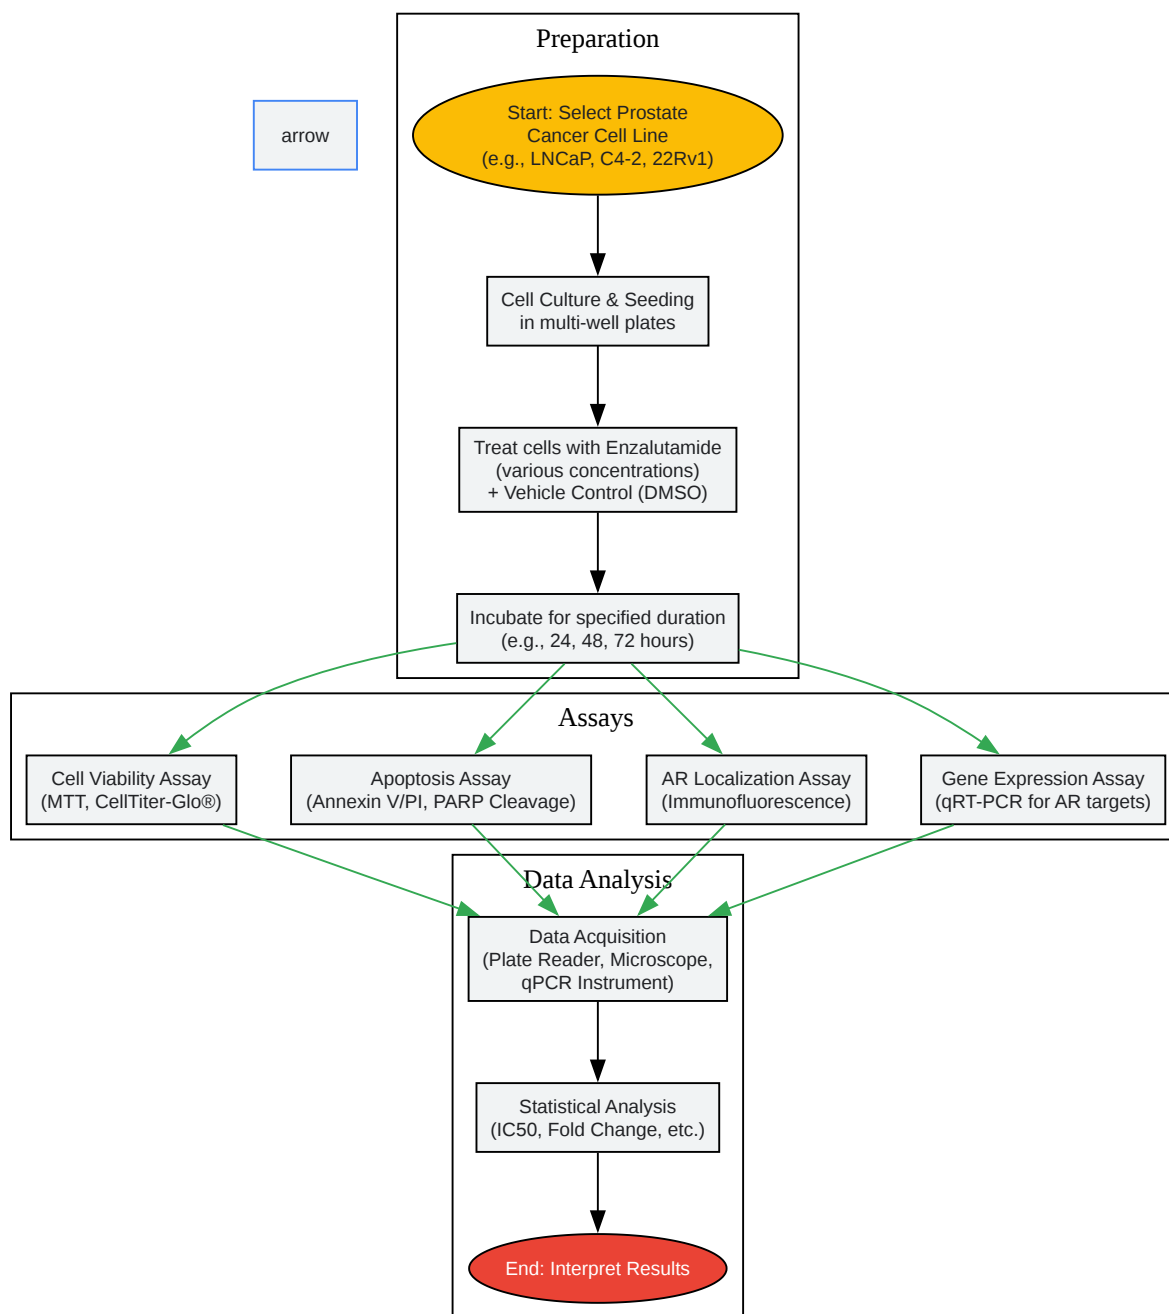 Preparation
arrow
Start: Select Prostate
Cancer Cell Line
(e.g., LNCaP, C4-2, 22Rv1)
Cell Culture & Seeding
in multi-well plates
Treat cells with Enzalutamide
(various concentrations)
+ Vehicle Control (DMSO)
Incubate for specified duration
(e.g., 24, 48, 72 hours)
Assays
Cell Viability Assay
(MTT, CellTiter-Glo®)
Apoptosis Assay
(Annexin V/PI, PARP Cleavage)
AR Localization Assay
(Immunofluorescence)
Gene Expression Assay
(qRT-PCR for AR targets)
Data Analysis
Data Acquisition
(Plate Reader, Microscope,
qPCR Instrument)
Statistical Analysis
(IC50, Fold Change, etc.)
End: Interpret Results